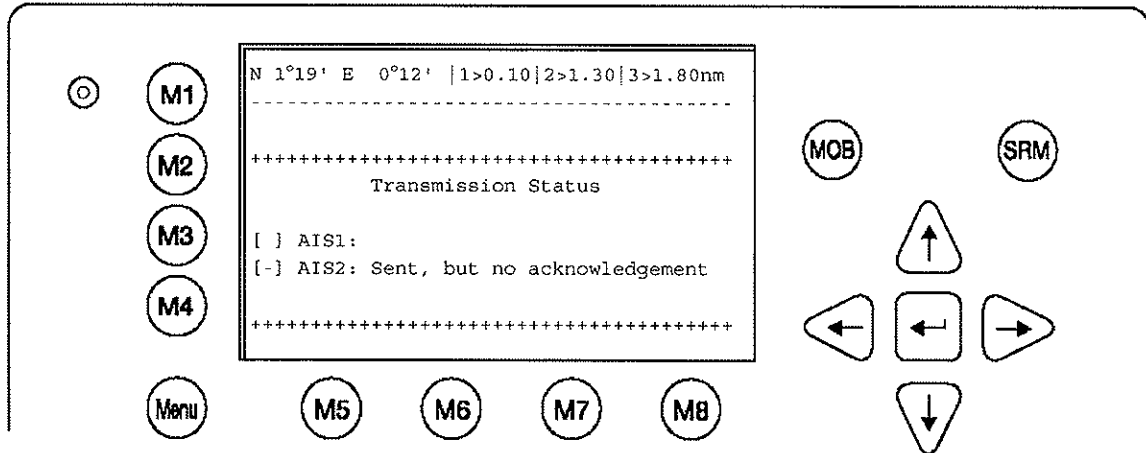 N 1°19' E  0°12' |1>0.10|2>1.30|3>1.80nm
----------------------------------------
++++++++++++++++++++++++++++++++++++++++
Transmission Status
[ ] AIS1:
[-] AIS2: Sent, but no acknowledgement
++++++++++++++++++++++++++++++++++++++++
M1
M2
M3
M4
Menu
M5
M6
M7
M8
MOB
SRM